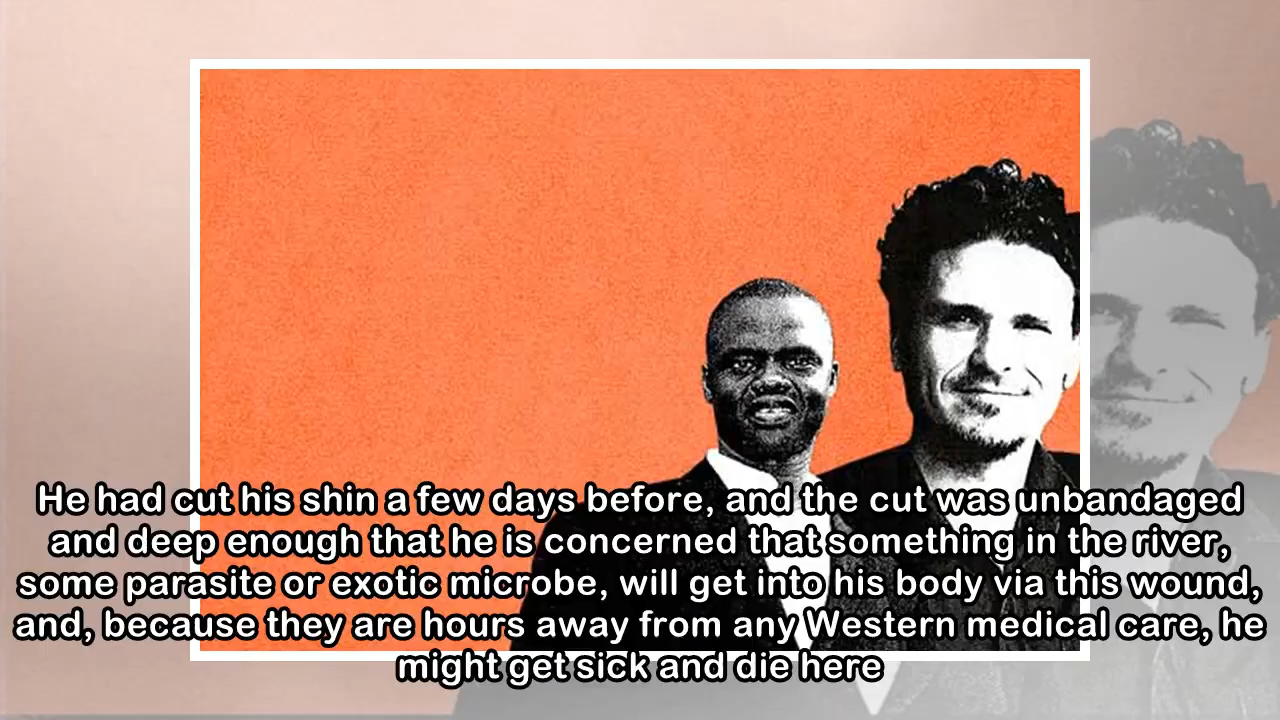 He had cut his shin a few days before, and the cut was unbandaged
and deep enough that he is concerned that something in the river,
some parasite or exotic microbe, will get into his body via this wound,
and, because they are hours away from any Western medical care, he
might get sick and die here